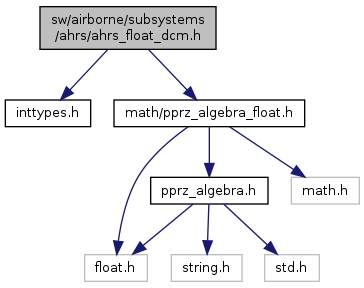 sw/airborne/subsystems
/ahrs/ahrs_float_dcm.h
inttypes.h
math/pprz_algebra_float.h
pprz_algebra.h
math.h
float.h
string.h
std.h